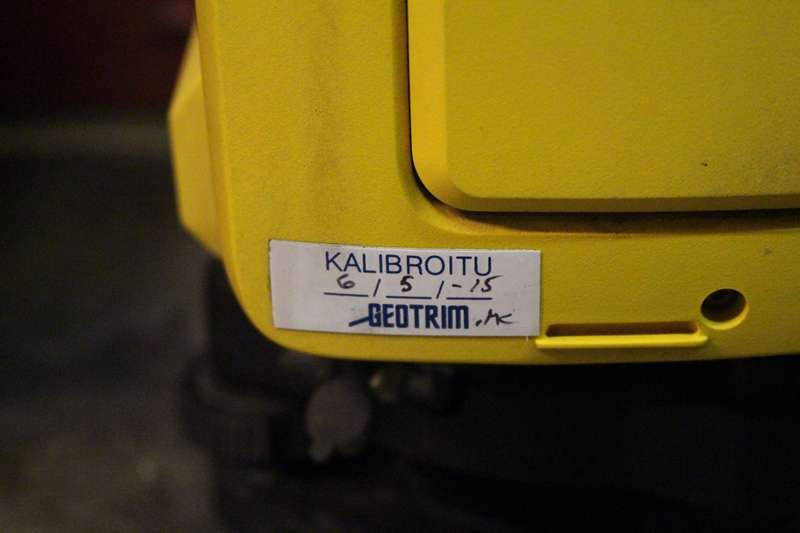 KALIBROITU
6 / 5 / -15
GEOTRIM